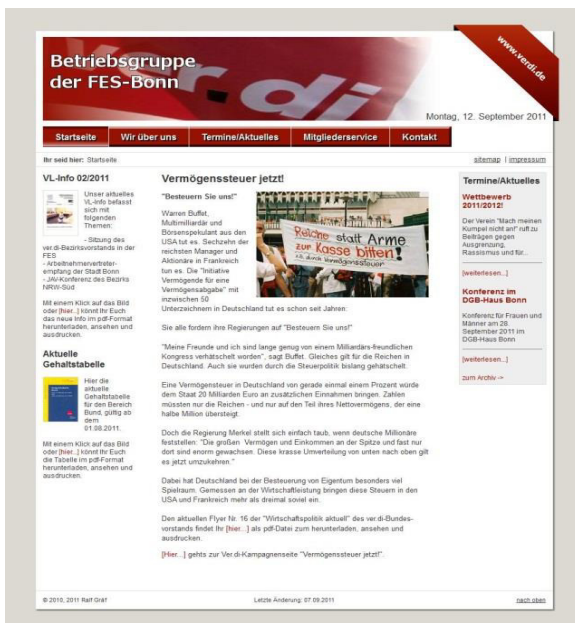 www.verdi.de
Betriebsgruppe
der FES-Bonn
ver.di
Montag, 12. September 2011
Startseite
Wir über uns
Termine/Aktuelles
Mitgliederservice
Kontakt
Ihr seid hier: Startseite
sitemap | impressum
VL-Info 02/2011
Unser aktuelles
VL-Info befasst
sich mit
folgenden
Themen:
- Sitzung des
ver.di-Bezirksvorstands in der
FES
- Arbeitnehmervertreter-
empfang der Stadt Bonn
- JAV-Konferenz des Bezirks
NRW-Süd
Mit einem Klick auf das Bild
oder [hier...] könnt Ihr Euch
das neue Info im pdf-Format
herunterladen, ansehen und
ausdrucken.
Aktuelle
Gehaltstabelle
Hier die
aktuelle
Gehaltstabelle
für den Bereich
Bund, gültig ab
dem
01.08.2011.
Mit einem Klick auf das Bild
oder [hier...] könnt Ihr Euch
die Tabelle im pdf-Format
herunterladen, ansehen und
ausdrucken.
Vermögenssteuer jetzt!
"Besteuern Sie uns!"
Warren Buffet,
Multimilliardär und
Börsenspekulant aus den
USA tut es. Sechzehn der
reichsten Manager und
Aktionäre in Frankreich
tun es. Die "Initiative
Vermögende für eine
Vermögensabgabe" mit
inzwischen 50
Unterzeichnern in Deutschland tut es schon seit Jahren:
Reiche statt Arme
zur Kasse bitten!
z.B. durch Vermögenssteuer
Sie alle fordern ihre Regierungen auf "Besteuern Sie uns!"
"Meine Freunde und ich sind lange genug von einem Milliardärs-freundlichen
Kongress verhätschelt worden", sagt Buffet. Gleiches gilt für die Reichen in
Deutschland. Auch sie wurden durch die Steuerpolitik bislang gehätschelt.
Eine Vermögensteuer in Deutschland von gerade einmal einem Prozent würde
dem Staat 20 Milliarden Euro an zusätzlichen Einnahmen bringen. Zahlen
müssten nur die Reichen - und nur auf den Teil ihres Nettovermögens, der eine
halbe Million übersteigt.
Doch die Regierung Merkel stellt sich einfach taub, wenn deutsche Millionäre
feststellen: "Die großen Vermögen und Einkommen an der Spitze und fast nur
dort sind enorm gewachsen. Diese krasse Umverteilung von unten nach oben gilt
es jetzt umzukehren."
Dabei hat Deutschland bei der Besteuerung von Eigentum besonders viel
Spielraum. Gemessen an der Wirtschaftleistung bringen diese Steuern in den
USA und Frankreich mehr als dreimal soviel ein.
Den aktuellen Flyer Nr. 16 der "Wirtschaftspolitik aktuell" des ver.di-Bundes-
vorstands findet Ihr [hier...] als pdf-Datei zum herunterladen, ansehen und
ausdrucken.
[Hier...] gehts zur Ver.di-Kampagnenseite "Vermögenssteuer jetzt!".
Termine/Aktuelles
Wettbewerb
2011/2012!
Der Verein "Mach meinen
Kumpel nicht an!" ruft zu
Beiträgen gegen
Ausgrenzung,
Rassismus und für...
[weiterlesen...]
Konferenz im
DGB-Haus Bonn
Konferenz für Frauen und
Männer am 28.
September 2011 im
DGB-Haus Bonn
[weiterlesen...]
zum Archiv ->
© 2010, 2011 Ralf Gräf
Letzte Änderung: 07.09.2011
nach oben